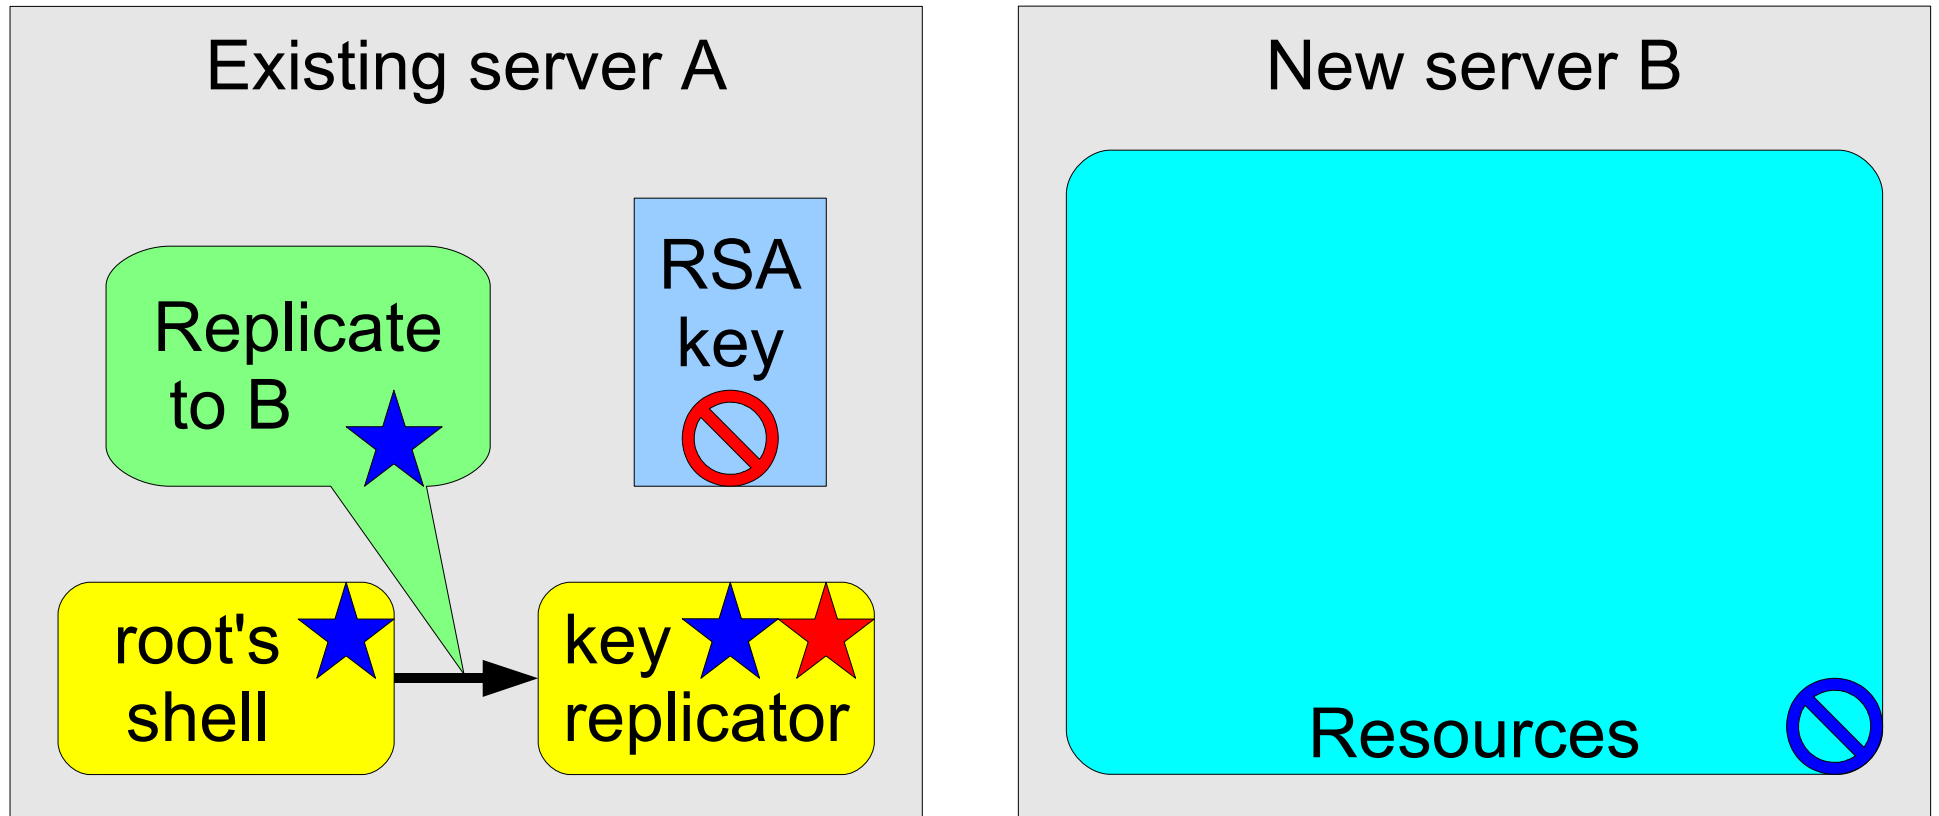 Existing server A
New server B
RSA
key
Replicate
to B
root's
shell
key
replicator
Resources